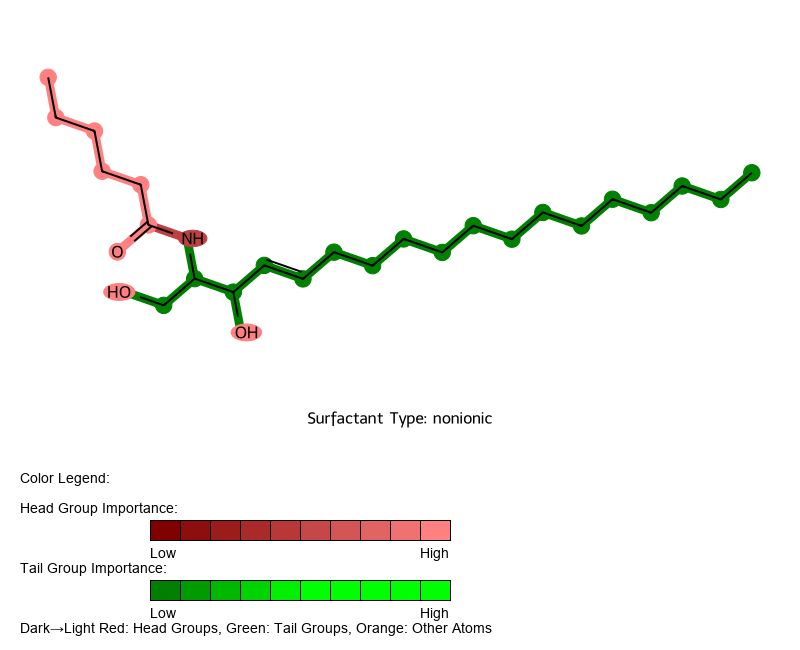 NH
O
HO
OH
Surfactant Type: nonionic
Color Legend:
Head Group Importance:
Low High
Tail Group Importance:
Low High
Dark→Light Red: Head Groups, Green: Tail Groups, Orange: Other Atoms